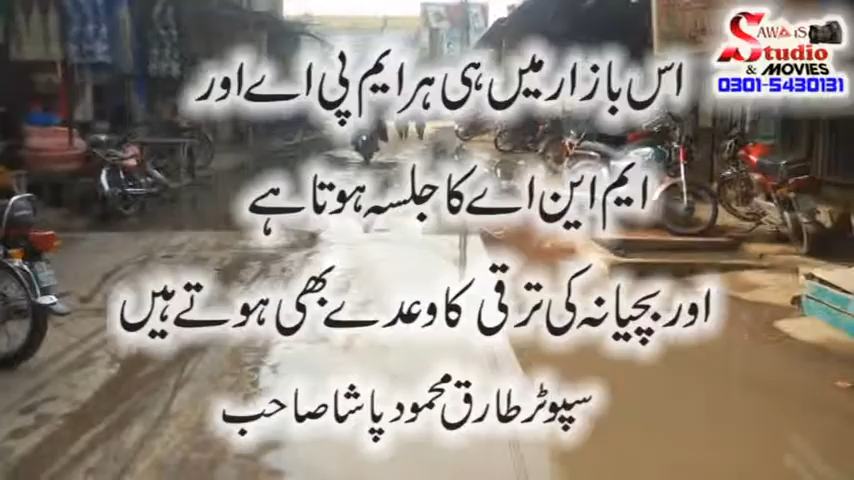 SAWAiS
Studio
& MOVIES
0301-5430131
اس بازار میں ہی ہر ایم پی اے اور
ایم این اے کا جلسہ ہوتا ہے
اور بچیانہ کی ترقی کا وعدے بھی ہوتے ہیں
سپوٹر طارق محمود پاشا صاحب